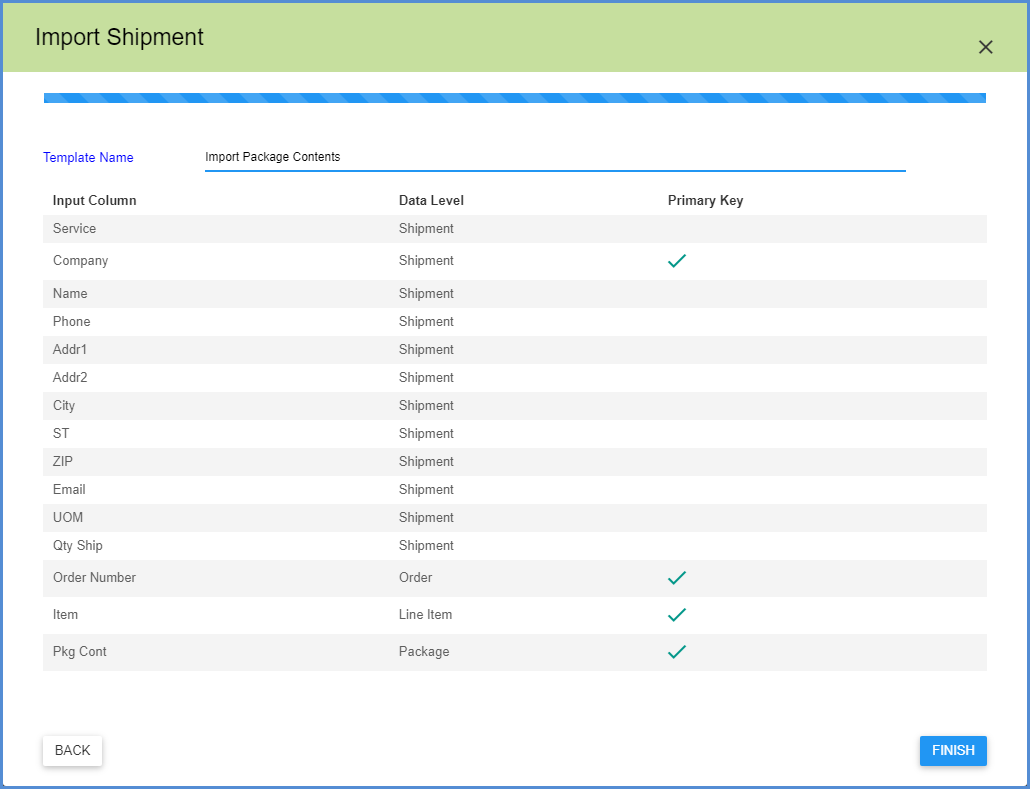 Import Shipment
Template Name Import Package Contents
Input Column Data Level Primary Key
Service Shipment
Company Shipment
Name Shipment
Phone Shipment
Addr1 Shipment
Addr2 Shipment
City Shipment
ST Shipment
ZIP Shipment
Email Shipment
UOM Shipment
Qty Ship Shipment
Order Number Order
Item Line Item
Pkg Cont Package
BACK FINISH